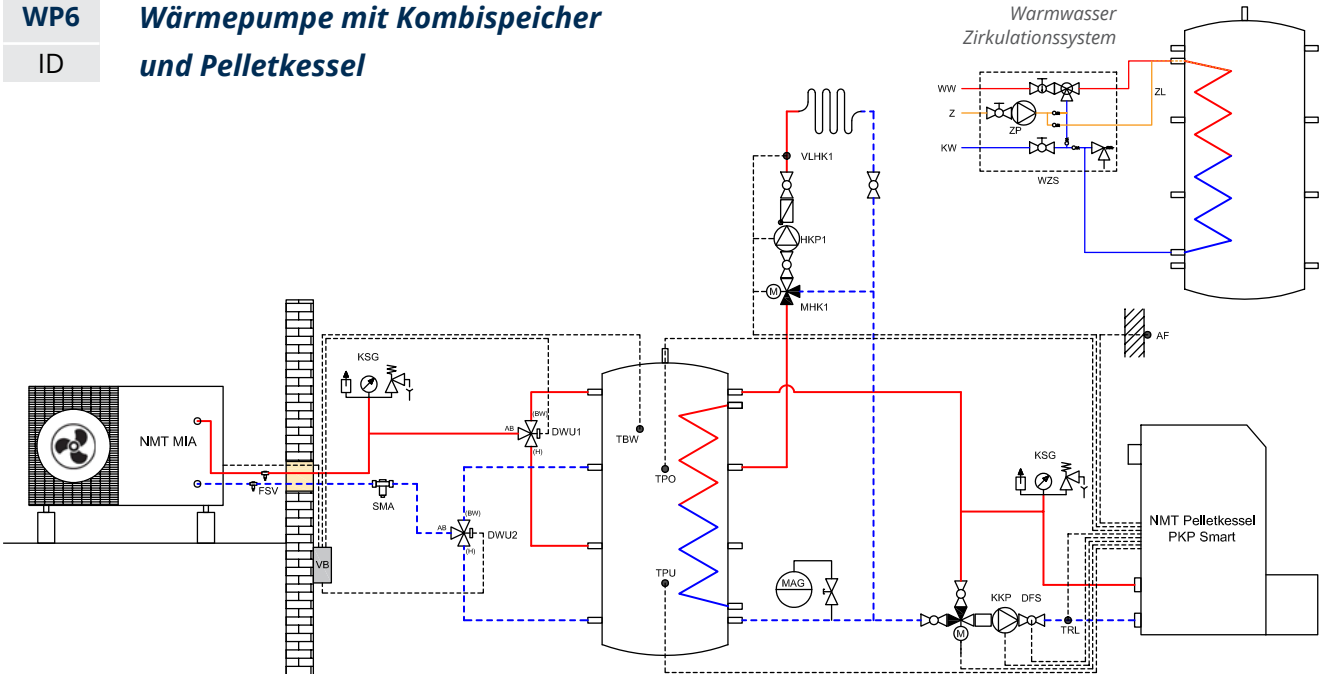 WP6
Wärmepumpe mit Kombispeicher
ID
und Pelletkessel
Warmwasser
Zirkulationssystem
WW
Z
ZP
ZL
KW
WZS
VLHK1
HKP1
M
MHK1
AF
KSG
NMT MIA
FSV
SMA
VB
(BW)
AB
DWU1
(H)
(BW)
AB
DWU2
(H)
TBW
TPO
TPU
MAG
KSG
NMT Pelletkessel
PKP Smart
KKP
DFS
M
TRL